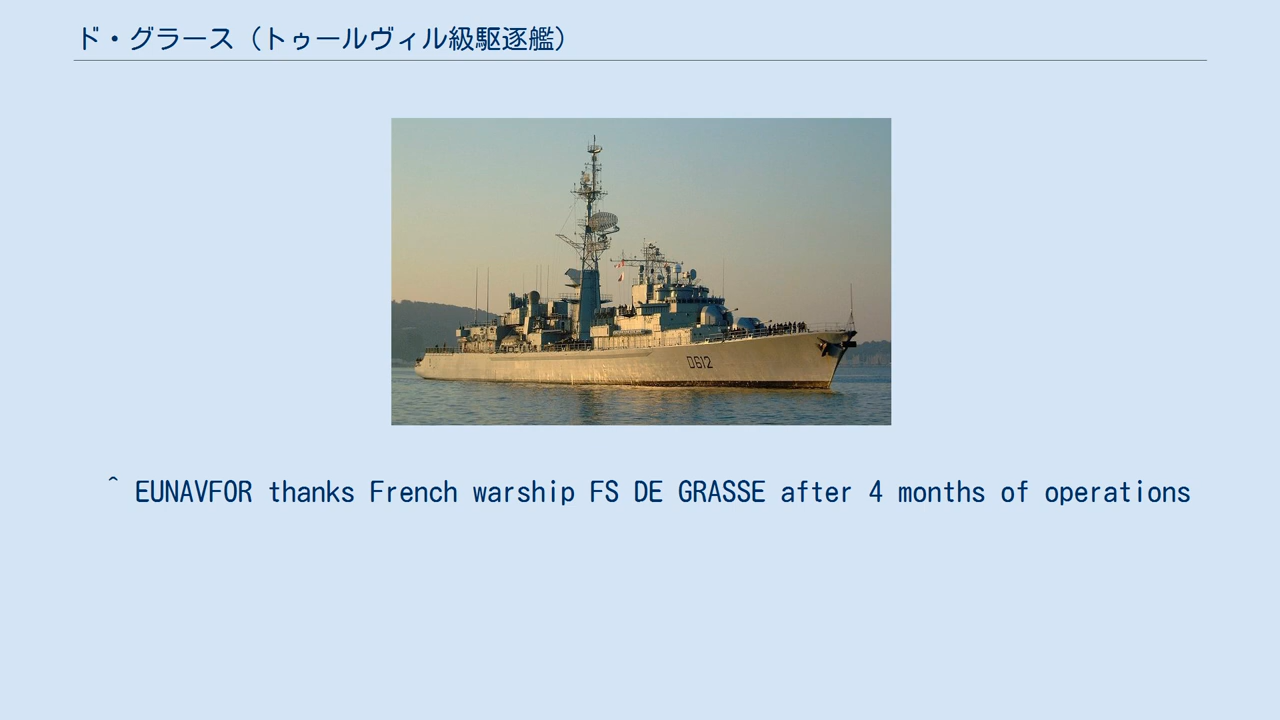 ド・グラース（トゥールヴィル級駆逐艦）
D612
^ EUNAVFOR thanks French warship FS DE GRASSE after 4 months of operations